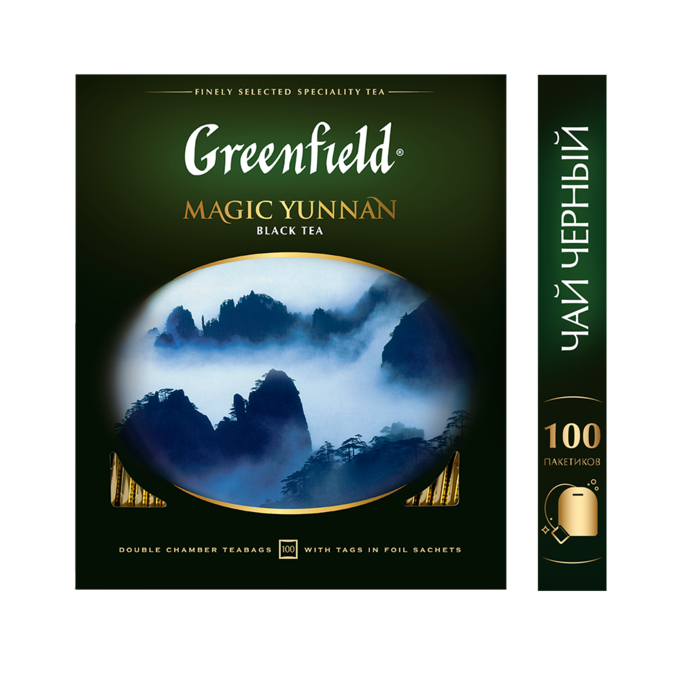 FINELY SELECTED SPECIALITY TEA
Greenfield®
MAGIC YUNNAN
BLACK TEA
DOUBLE CHAMBER TEABAGS 100 WITH TAGS IN FOIL SACHETS
ЧАЙ ЧЕРНЫЙ
100
ПАКЕТИКОВ